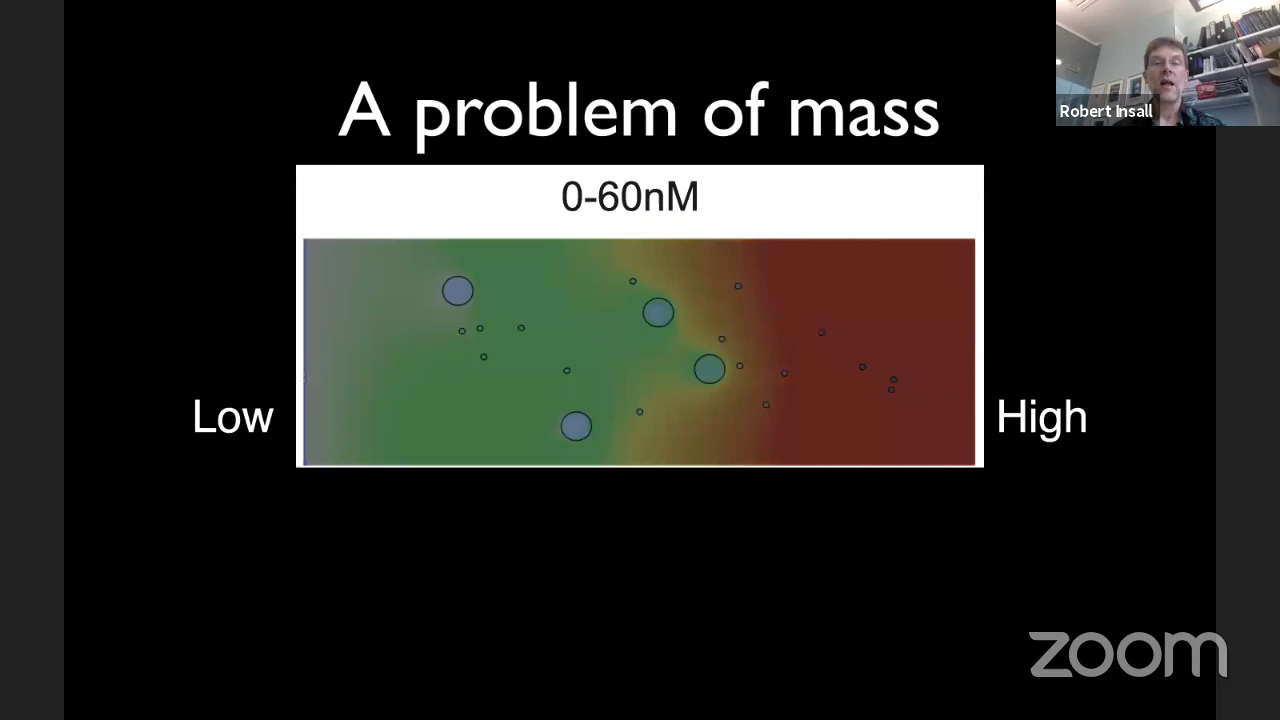 A problem of mass
Robert Insall
0-60nM
Low
High
zoom